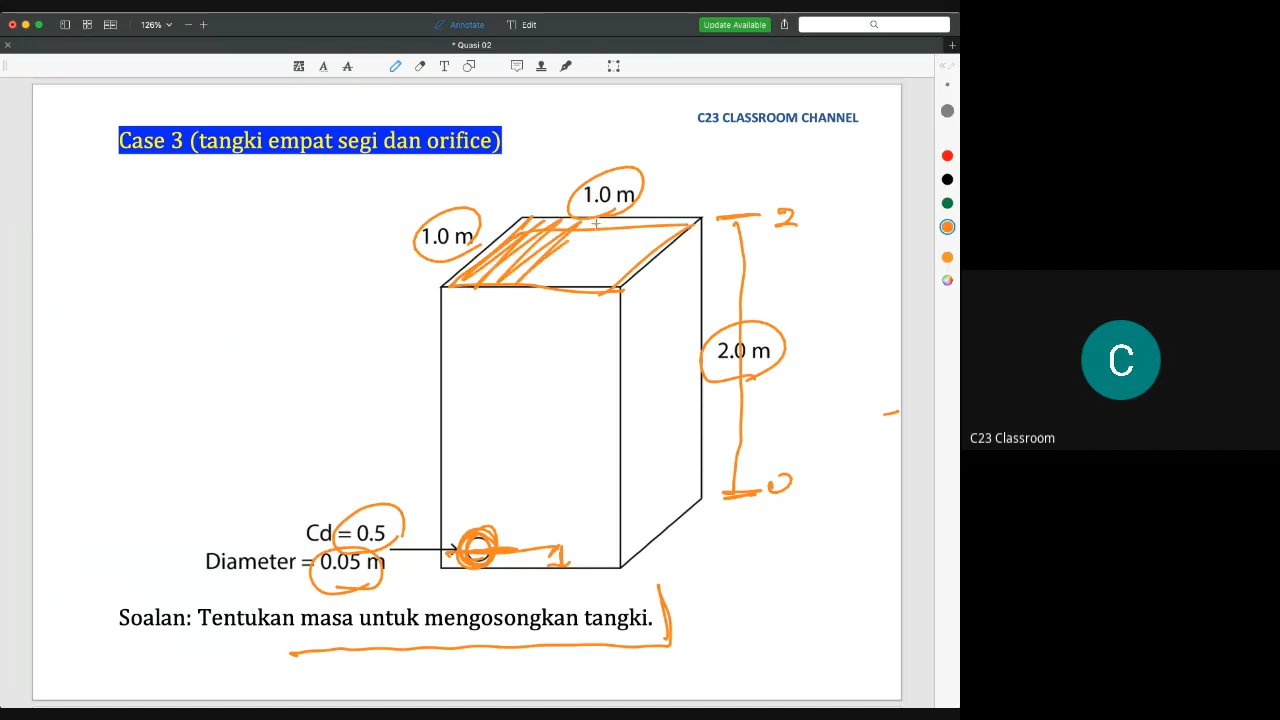 126%
Annotate
Edit
Update Available
* Quasi 02
C23 CLASSROOM CHANNEL
Case 3 (tangki empat segi dan orifice)
1.0 m
1.0 m
2
2.0 m
0
Cd = 0.5
Diameter = 0.05 m
1
Soalan: Tentukan masa untuk mengosongkan tangki.
C
C23 Classroom